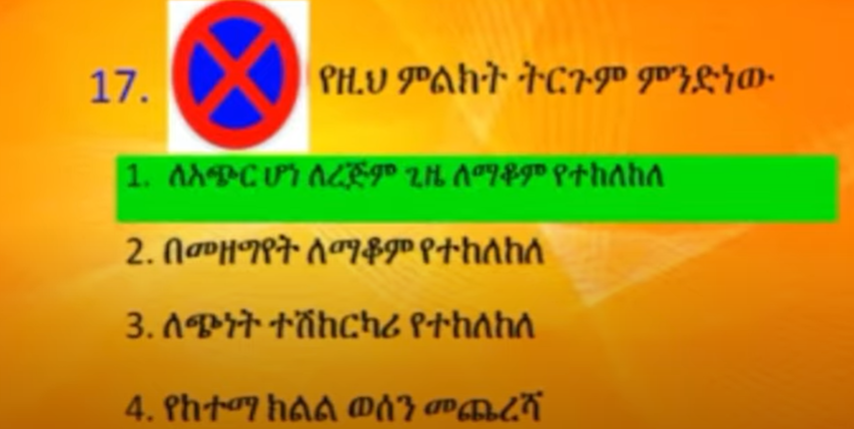 17. የዚህ ምልክት ትርጉም ምንድነው
1. ለአጭር ሆነ ለረጅም ጊዜ ለማቆም የተከለከለ
2. በመዘግየት ለማቆም የተከለከለ
3. ለጭነት ተሽከርካሪ የተከለከለ
4. የከተማ ክልል ወሰን መጨረሻ